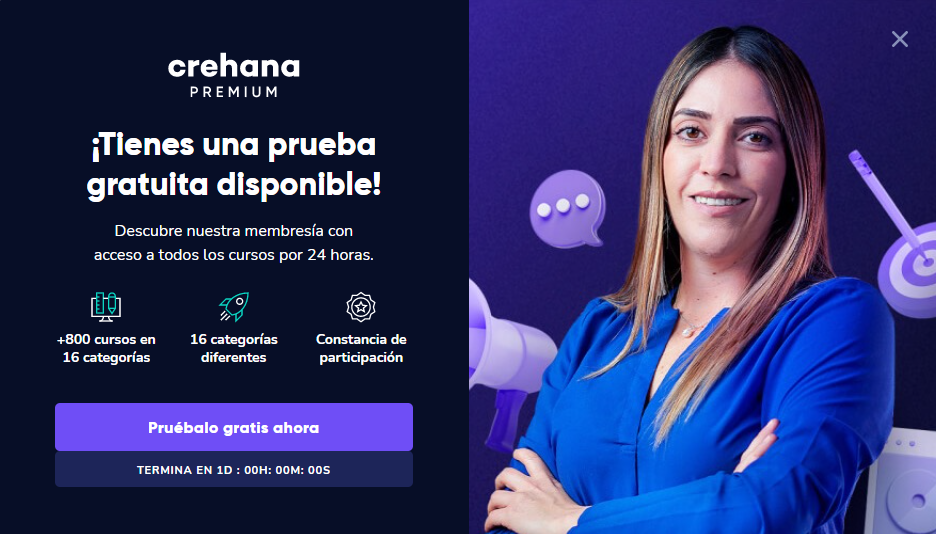 crehana
PREMIUM
¡Tienes una prueba
gratuita disponible!
Descubre nuestra membresía con
acceso a todos los cursos por 24 horas.
+800 cursos en
16 categorías
16 categorías
diferentes
Constancia de
participación
Pruébalo gratis ahora
TERMINA EN 1D : 00H: 00M: 00S